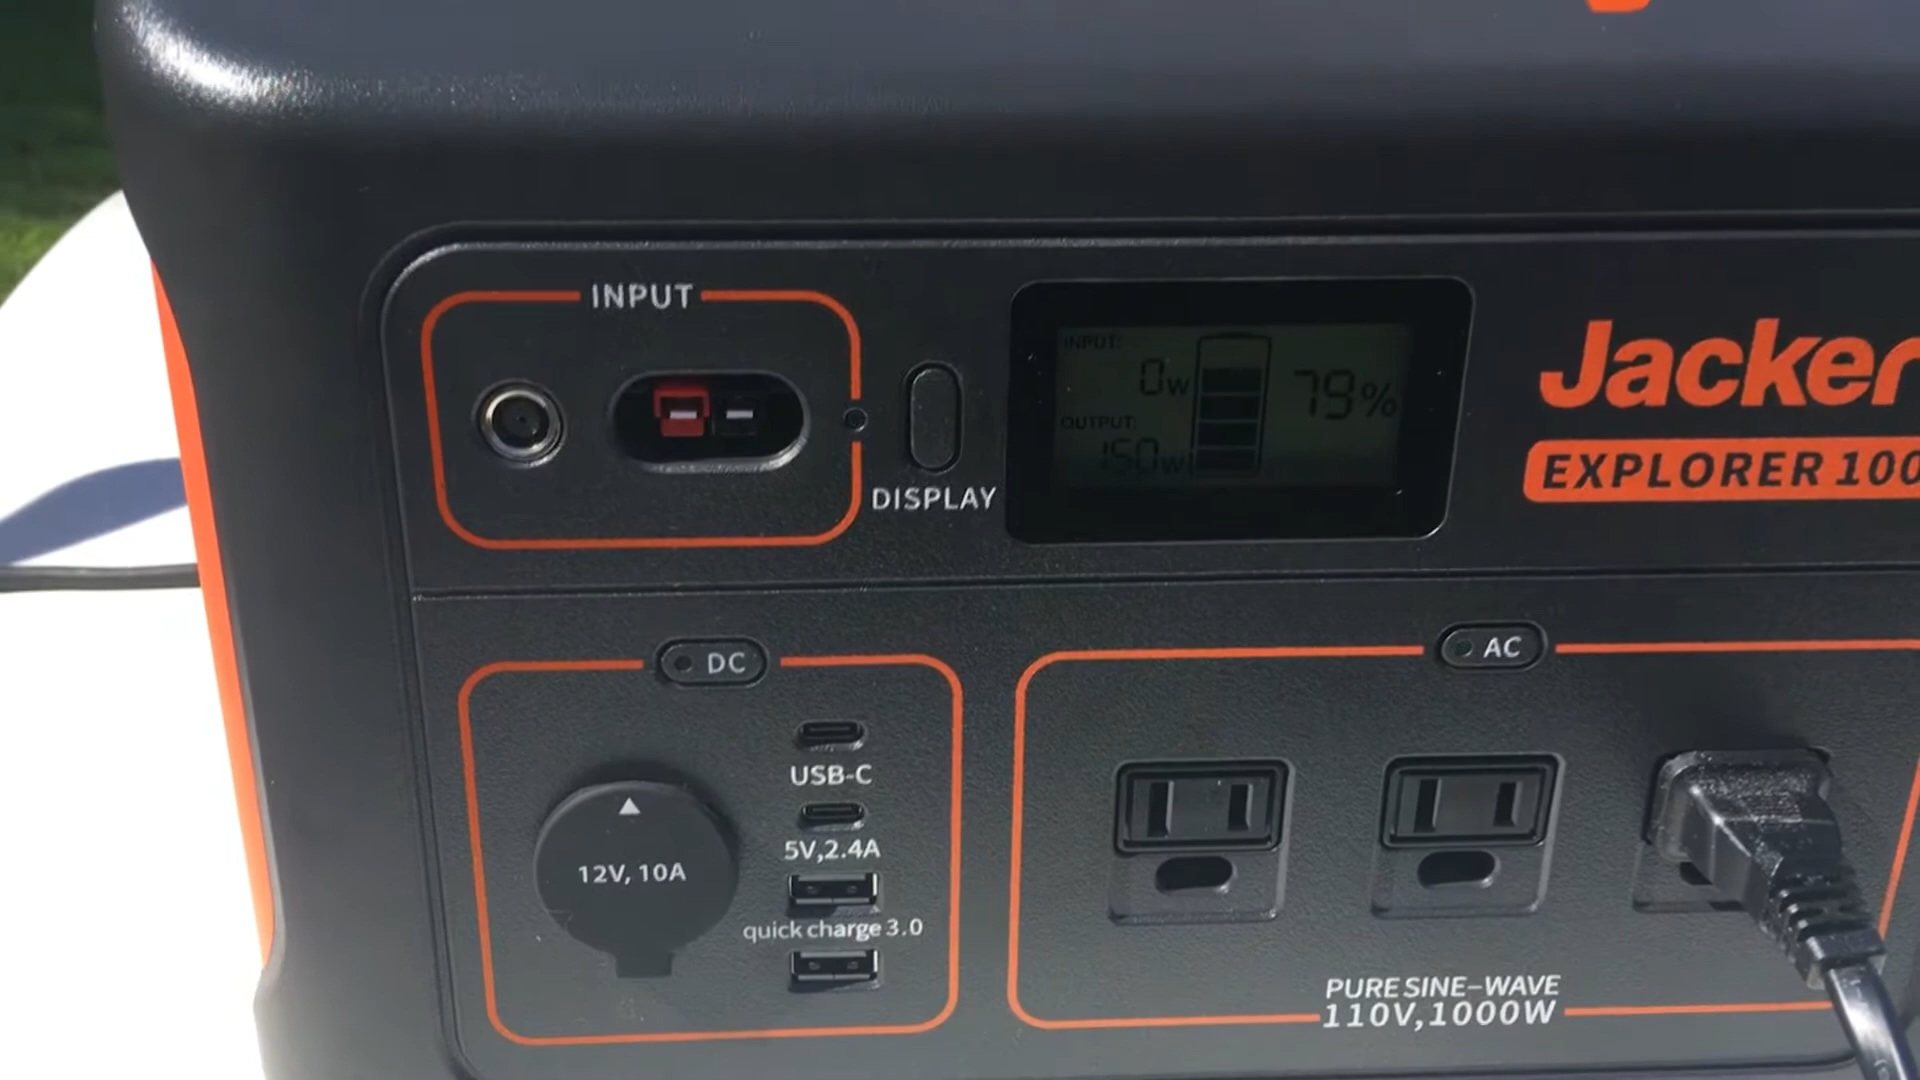 INPUT
INPUT:
0w
79%
OUTPUT:
150w
DISPLAY
Jacker
EXPLORER 100
DC
AC
USB-C
5V,2.4A
12V, 10A
quick charge 3.0
PURE SINE-WAVE
110V,1000W